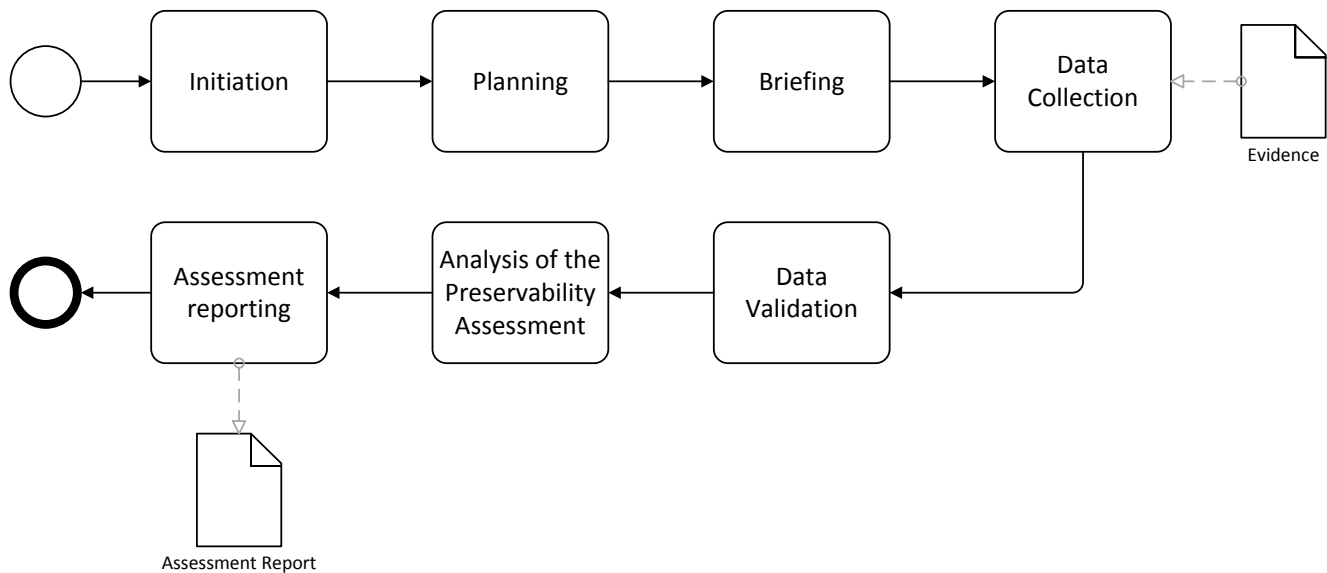 Initiation
Planning
Briefing
Data
Collection
Evidence
Assessment
reporting
Analysis of the
Preservability
Assessment
Data
Validation
Assessment Report